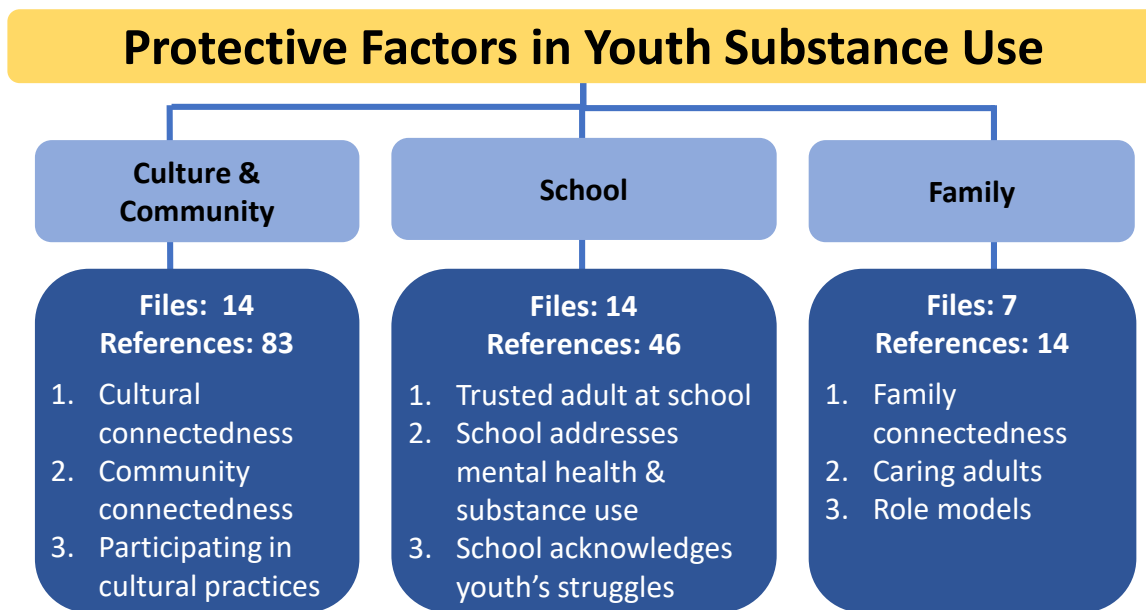 Protective Factors in Youth Substance Use
Culture &
Community
Files:  14
References: 83
1. Cultural
connectedness
2. Community
connectedness
3. Participating in
cultural practices
School
Files: 14
References: 46
1. Trusted adult at school
2. School addresses
mental health &
substance use
3. School acknowledges
youth's struggles
Family
Files: 7
References: 14
1. Family
connectedness
2. Caring adults
3. Role models